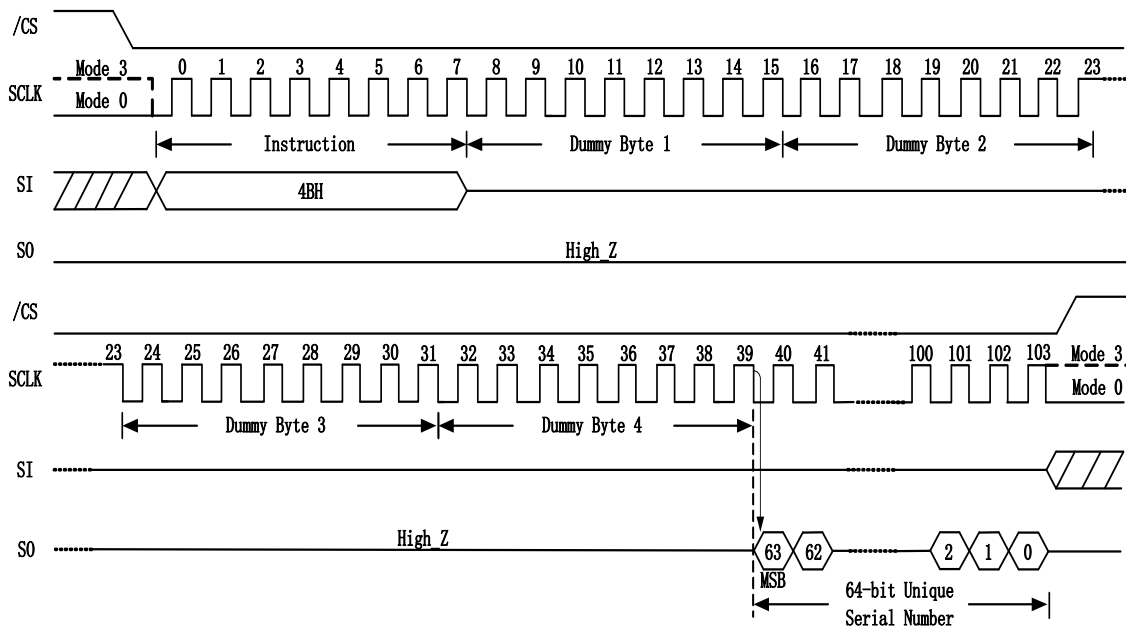 /CS
Mode 3 0 1 2 3 4 5 6 7 8 9 10 11 12 13 14 15 16 17 18 19 20 21 22 23
SCLK
Mode 0
Instruction Dummy Byte 1 Dummy Byte 2
SI 4BH
SO High_Z
/CS
23 24 25 26 27 28 29 30 31 32 33 34 35 36 37 38 39 40 41 100 101 102 103 Mode 3
SCLK
Mode 0
Dummy Byte 3 Dummy Byte 4
SI
SO High_Z 63 62 2 1 0
MSB
64-bit Unique
Serial Number